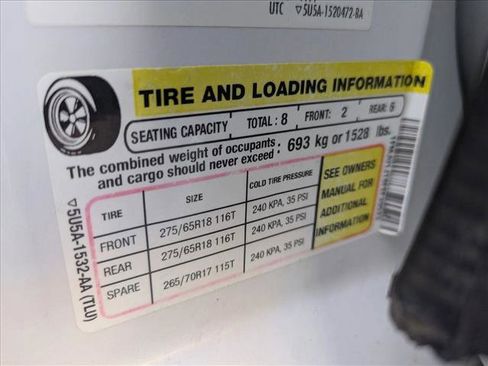 UTC ▽5U5A-1520472-BA
TIRE AND LOADING INFORMATION
SEATING CAPACITY TOTAL : 8 FRONT: 2 REAR: 6
The combined weight of occupants and cargo should never exceed : 693 kg or 1528 lbs.
TIRE SIZE COLD TIRE PRESSURE
FRONT 275/65R18 116T 240 KPA, 35 PSI
REAR 275/65R18 116T 240 KPA, 35 PSI
SPARE 265/70R17 115T 240 KPA, 35 PSI
SEE OWNERS
MANUAL FOR
ADDITIONAL
INFORMATION
▽5U5A-1532-AA (TLU)